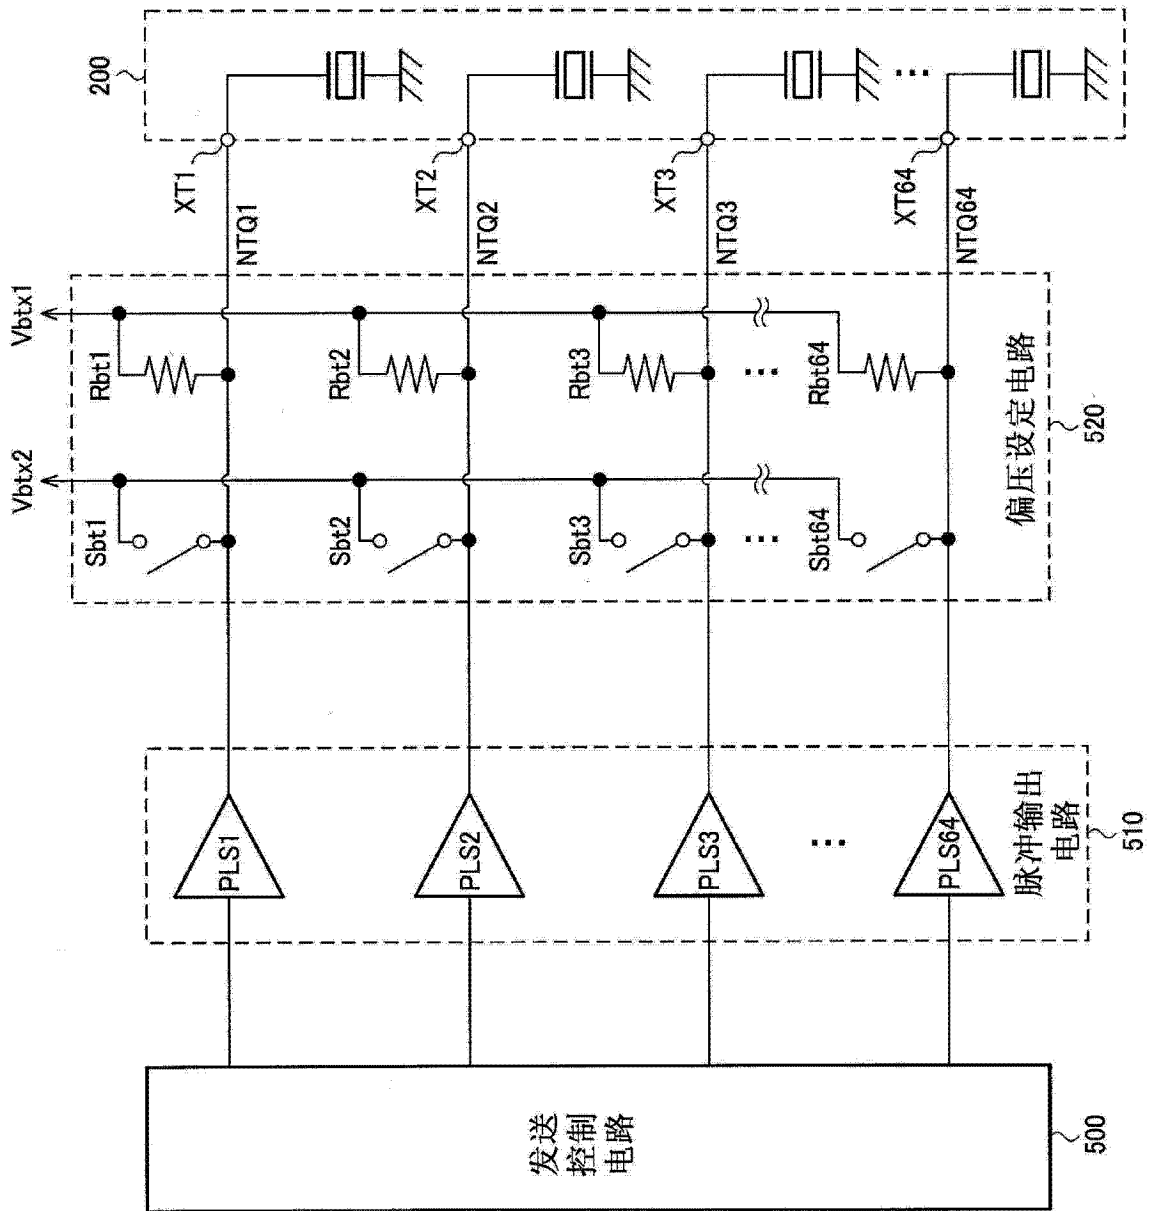 200
XT1
XT2
XT3
XT64
NTQ1
NTQ2
NTQ3
NTQ64
Vbtx1
Rbt1
Rbt2
Rbt3
...
Rbt64
Vbtx2
Sbt1
Sbt2
Sbt3
...
Sbt64
偏压设定电路
520
PLS1
PLS2
PLS3
...
PLS64
脉冲输出
电路
510
发送
控制
电路
500